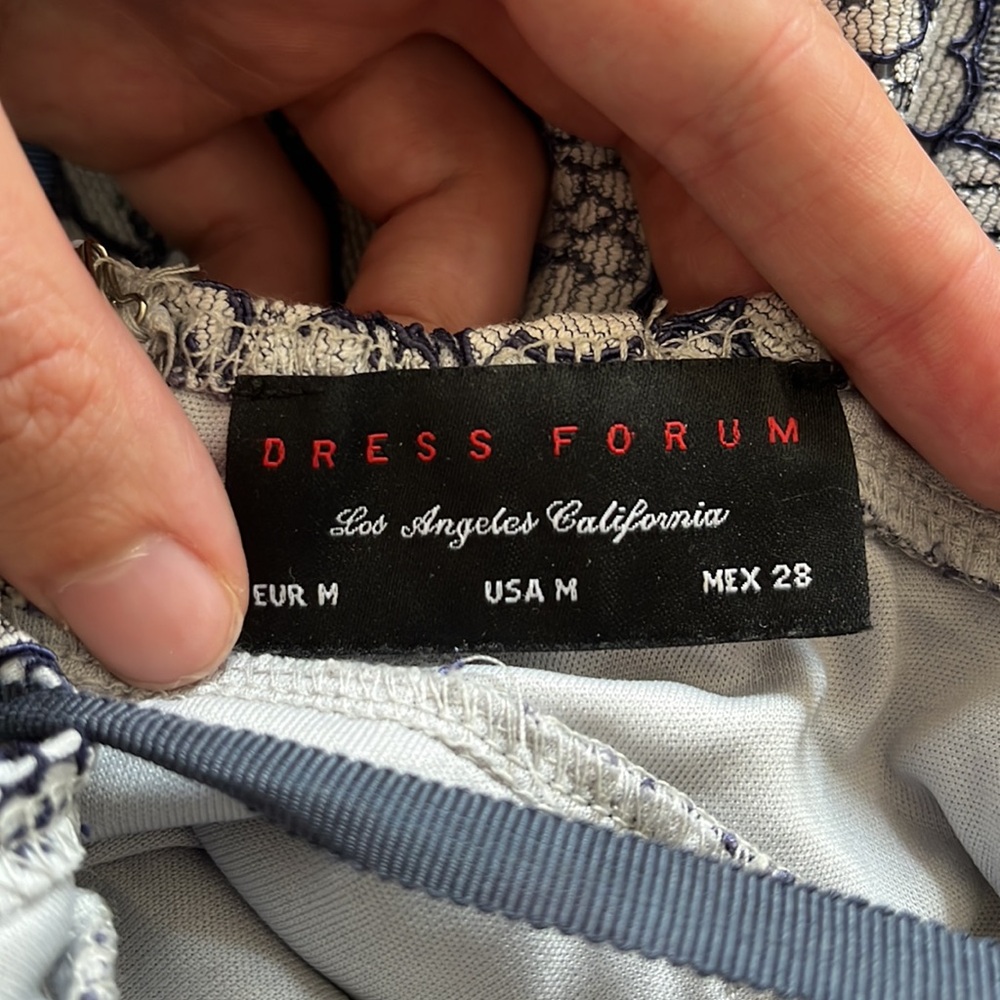 DRESS FORUM
Los Angeles California
EUR M USA M MEX 28